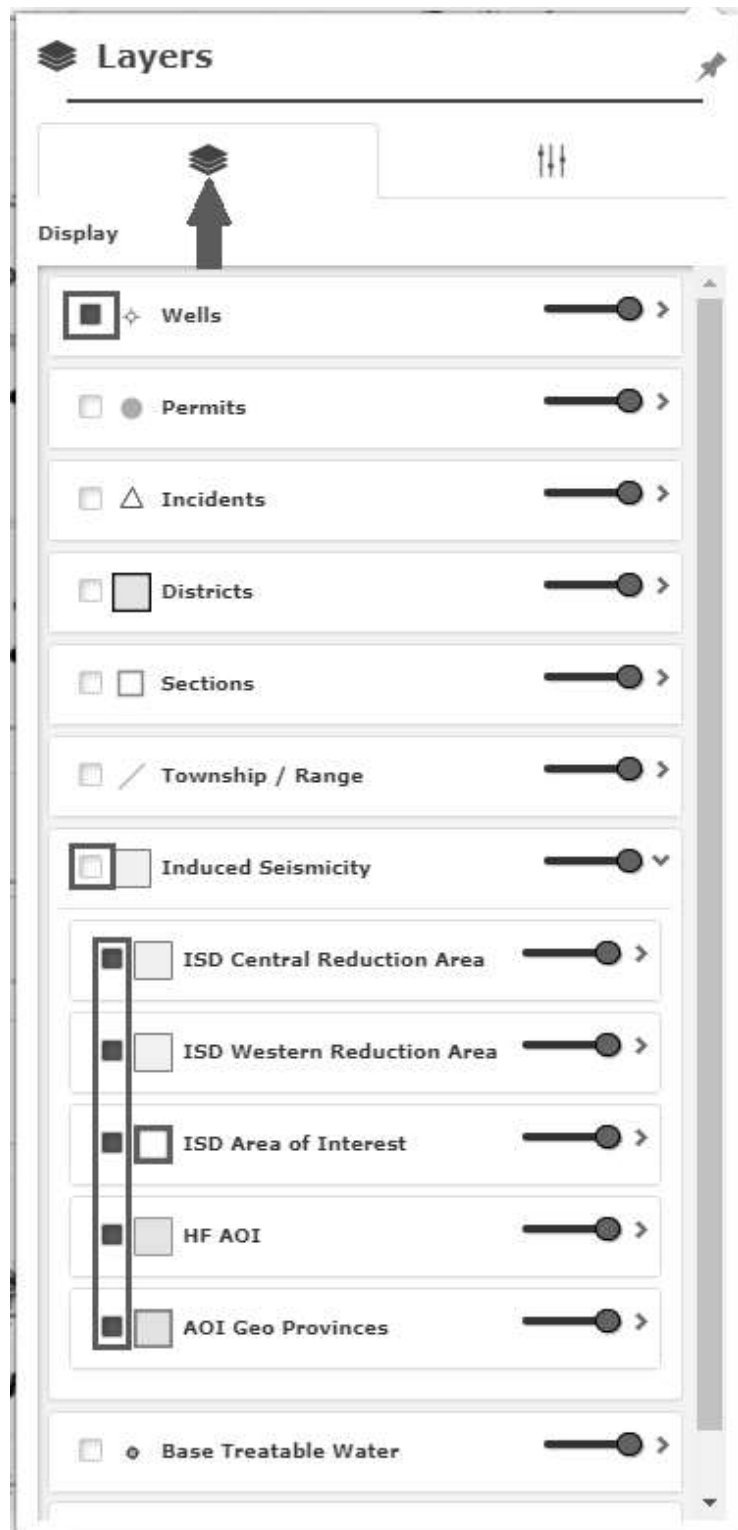 Layers
Display
Wells
Permits
Incidents
Districts
Sections
Township / Range
Induced Seismicity
ISD Central Reduction Area
ISD Western Reduction Area
ISD Area of Interest
HF AOI
AOI Geo Provinces
Base Treatable Water